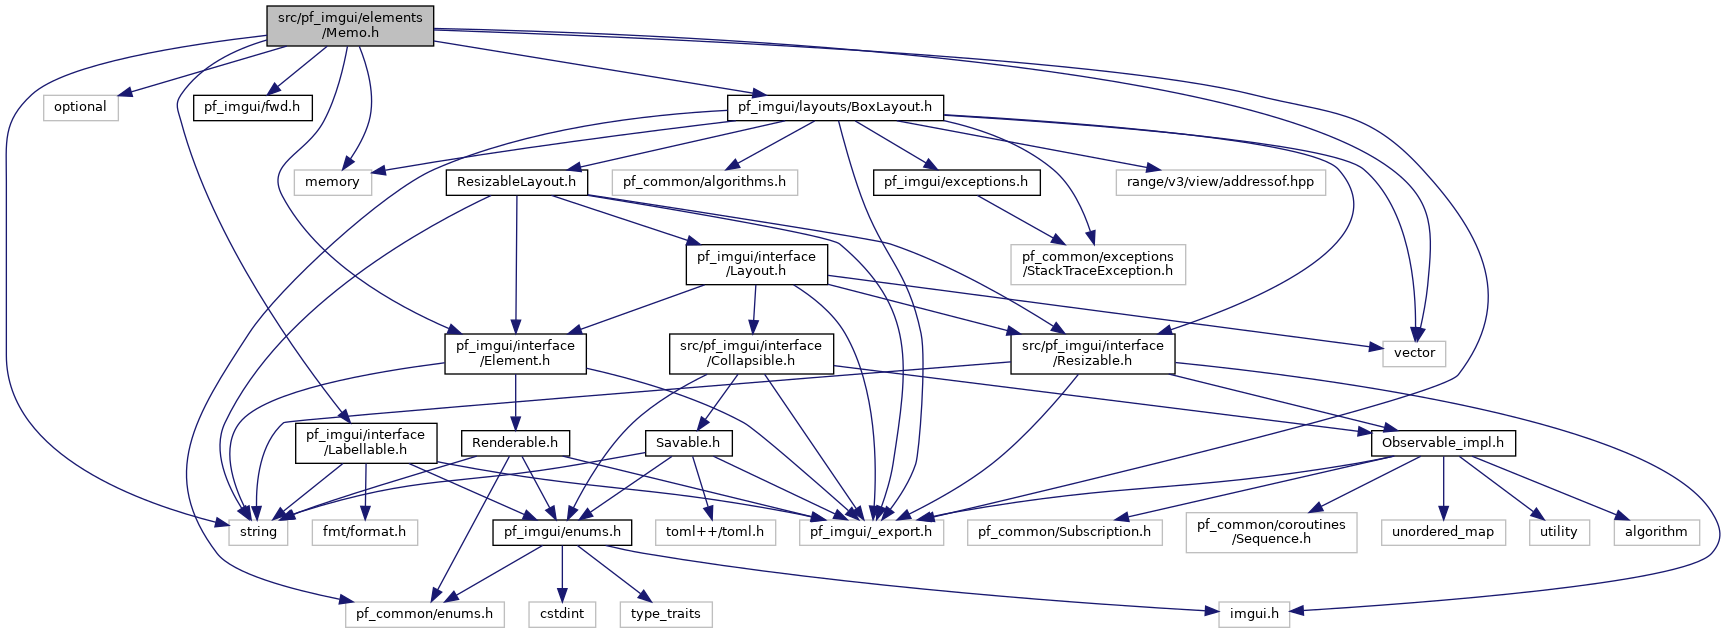 src/pf_imgui/elements
/Memo.h
optional
pf_imgui/fwd.h
pf_imgui/layouts/BoxLayout.h
memory
ResizableLayout.h
pf_common/algorithms.h
pf_imgui/exceptions.h
range/v3/view/addressof.hpp
pf_imgui/interface
/Layout.h
pf_common/exceptions
/StackTraceException.h
pf_imgui/interface
/Element.h
src/pf_imgui/interface
/Collapsible.h
src/pf_imgui/interface
/Resizable.h
vector
pf_imgui/interface
/Labellable.h
Renderable.h
Savable.h
Observable_impl.h
string
fmt/format.h
pf_imgui/enums.h
toml++/toml.h
pf_imgui/_export.h
pf_common/Subscription.h
pf_common/coroutines
/Sequence.h
unordered_map
utility
algorithm
pf_common/enums.h
cstdint
type_traits
imgui.h